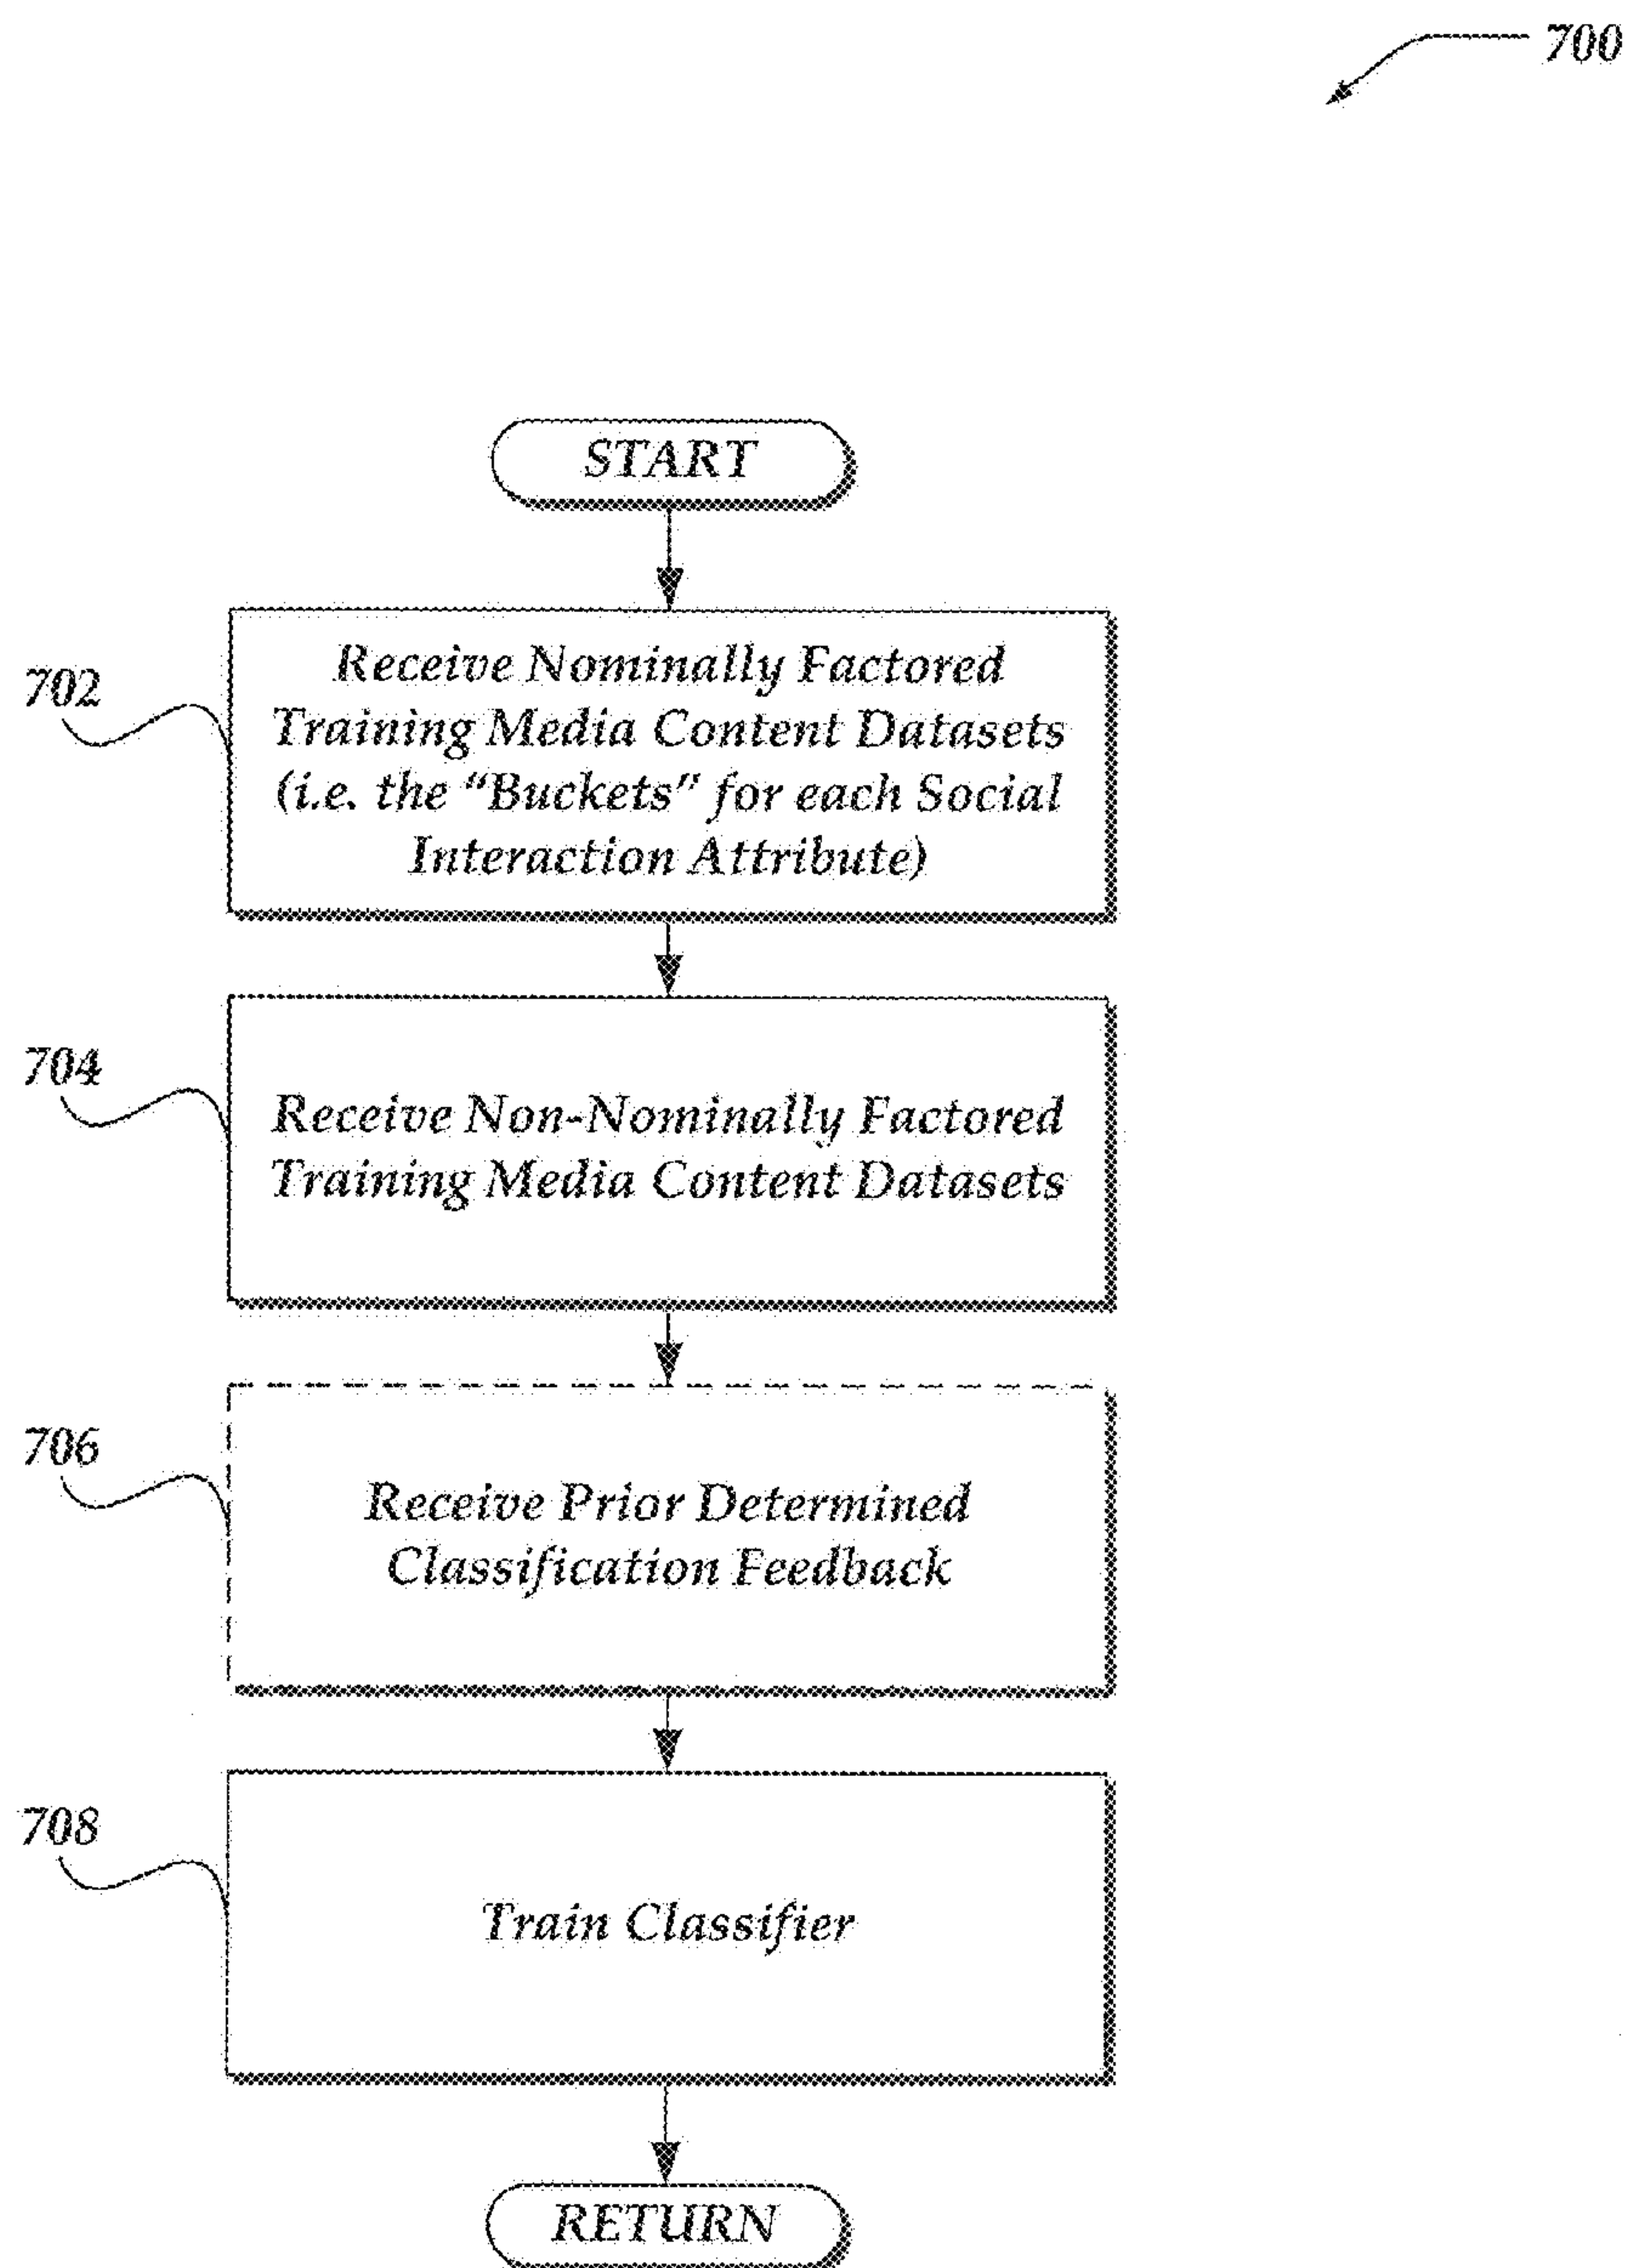 700
START
702
Receive Nominally Factored
Training Media Content Datasets
(i.e. the “Buckets” for each Social
Interaction Attribute)
704
Receive Non-Nominally Factored
Training Media Content Datasets
706
Receive Prior Determined
Classification Feedback
708
Train Classifier
RETURN